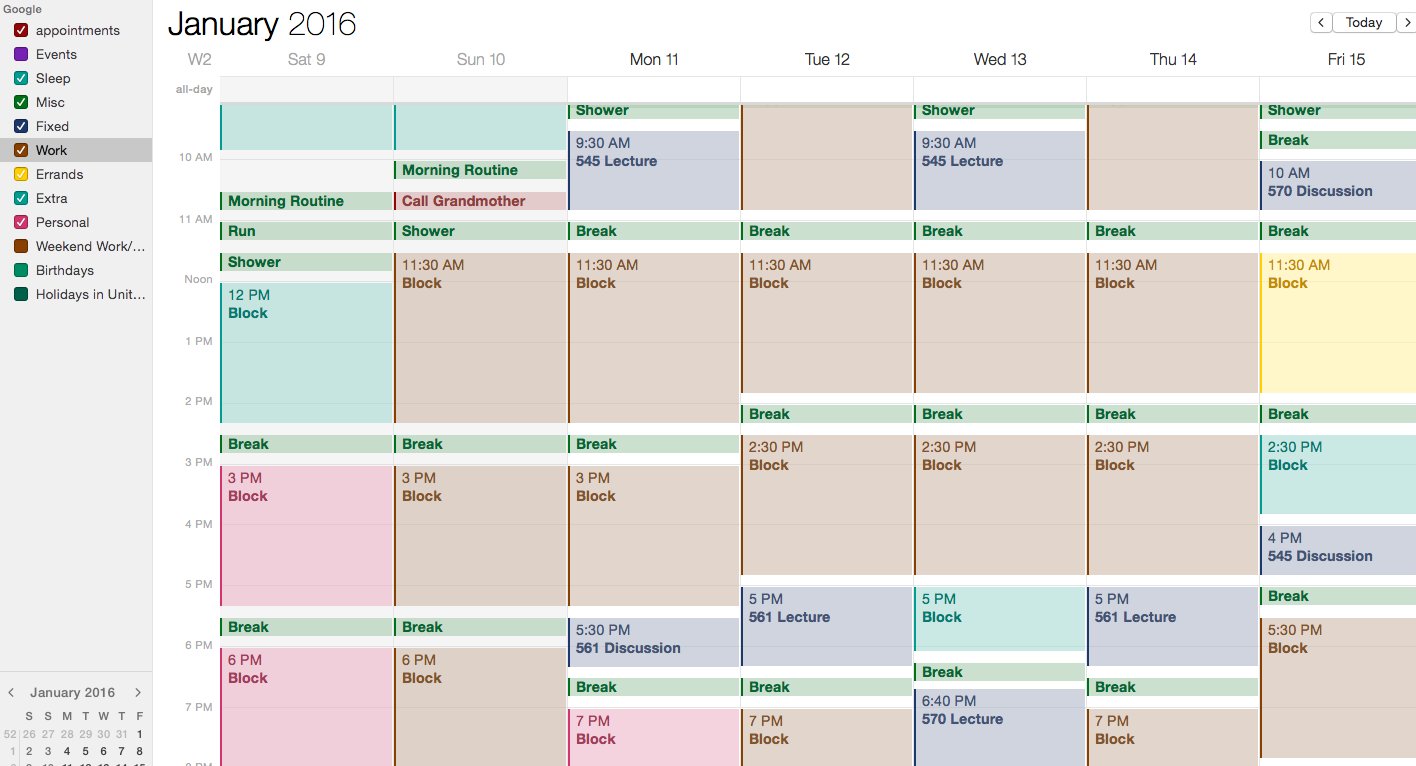 Google
appointments
Events
Sleep
Misc
Fixed
Work
Errands
Extra
Personal
Weekend Work/...
Birthdays
Holidays in Unit...
January 2016
S S M T W T F
52 26 27 28 29 30 31 1
1 2 3 4 5 6 7 8
January 2016
Today
W2 Sat 9 Sun 10 Mon 11 Tue 12 Wed 13 Thu 14 Fri 15
all-day
10 AM
11 AM
Noon
1 PM
2 PM
3 PM
4 PM
5 PM
6 PM
7 PM
Morning Routine
Run
Shower
12 PM
Block
Break
3 PM
Block
Break
6 PM
Block
Morning Routine
Call Grandmother
Shower
11:30 AM
Block
Break
3 PM
Block
Break
6 PM
Block
Shower
9:30 AM
545 Lecture
Break
11:30 AM
Block
Break
3 PM
Block
5:30 PM
561 Discussion
Break
7 PM
Block
Break
11:30 AM
Block
Break
2:30 PM
Block
5 PM
561 Lecture
Break
7 PM
Block
Shower
9:30 AM
545 Lecture
Break
11:30 AM
Block
Break
2:30 PM
Block
5 PM
Block
Break
6:40 PM
570 Lecture
Break
11:30 AM
Block
Break
2:30 PM
Block
5 PM
561 Lecture
Break
7 PM
Block
Shower
Break
10 AM
570 Discussion
Break
11:30 AM
Block
Break
2:30 PM
Block
4 PM
545 Discussion
Break
5:30 PM
Block